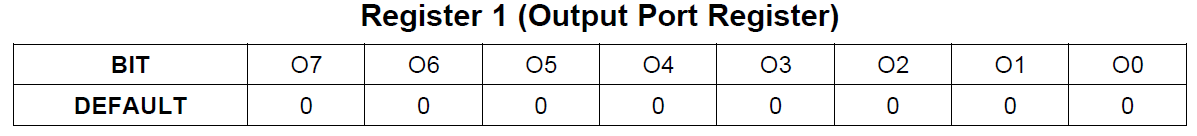 Register 1 (Output Port Register)
BIT O7 O6 O5 O4 O3 O2 O1 O0
DEFAULT 0 0 0 0 0 0 0 0